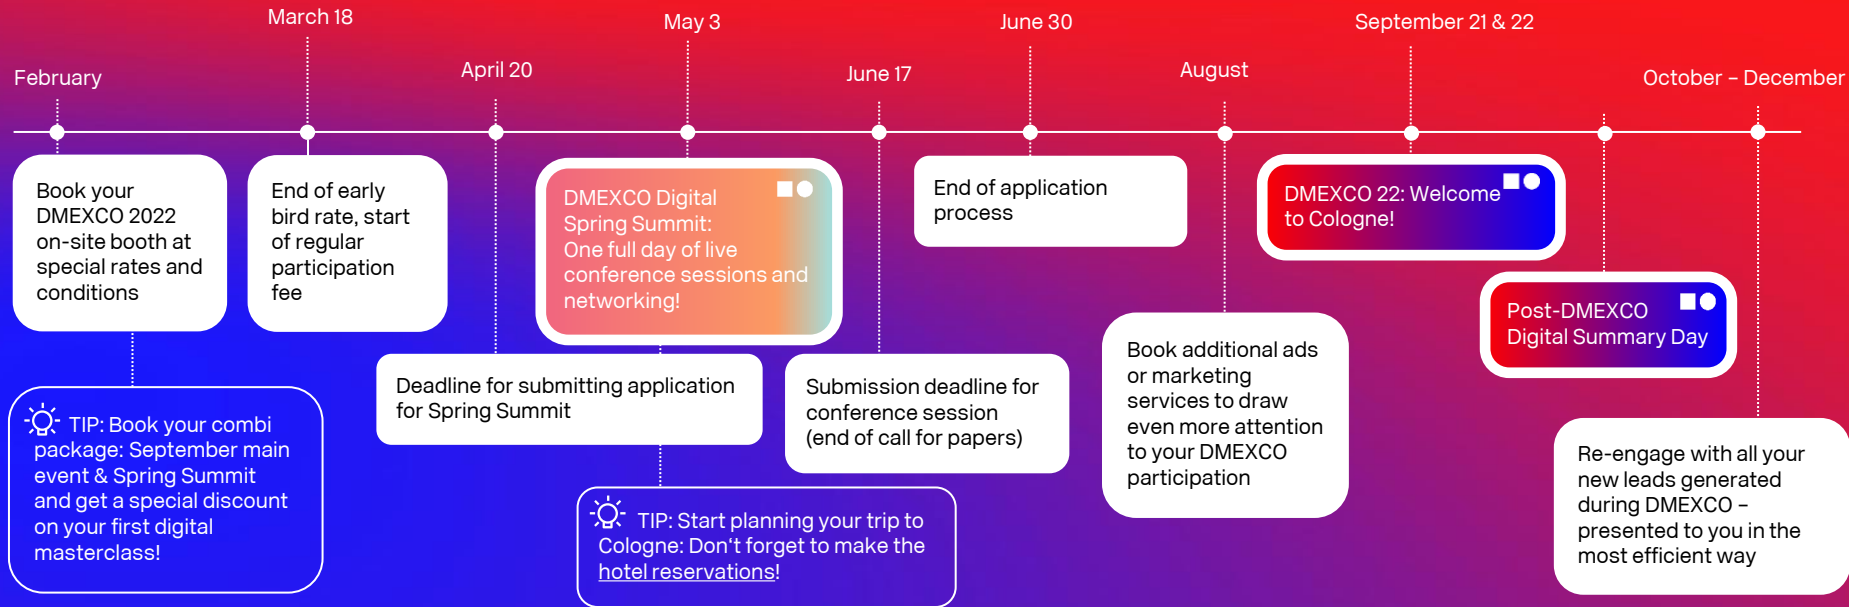 February
Book your
DMEXCO 2022
on-site booth at
special rates and
conditions
TIP: Book your combi
package: September main
event & Spring Summit
and get a special discount
on your first digital
masterclass!
March 18
End of early
bird rate, start
of regular
participation
fee
April 20
Deadline for submitting application
for Spring Summit
May 3
DMEXCO Digital
Spring Summit:
One full day of live
conference sessions and
networking!
TIP: Start planning your trip to
Cologne: Don‘t forget to make the
hotel reservations!
June 17
Submission deadline for
conference session
(end of call for papers)
June 30
End of application
process
August
Book additional ads
or marketing
services to draw
even more attention
to your DMEXCO
participation
September 21 & 22
DMEXCO 22: Welcome
to Cologne!
Post-DMEXCO
Digital Summary Day
October – December
Re-engage with all your
new leads generated
during DMEXCO –
presented to you in the
most efficient way